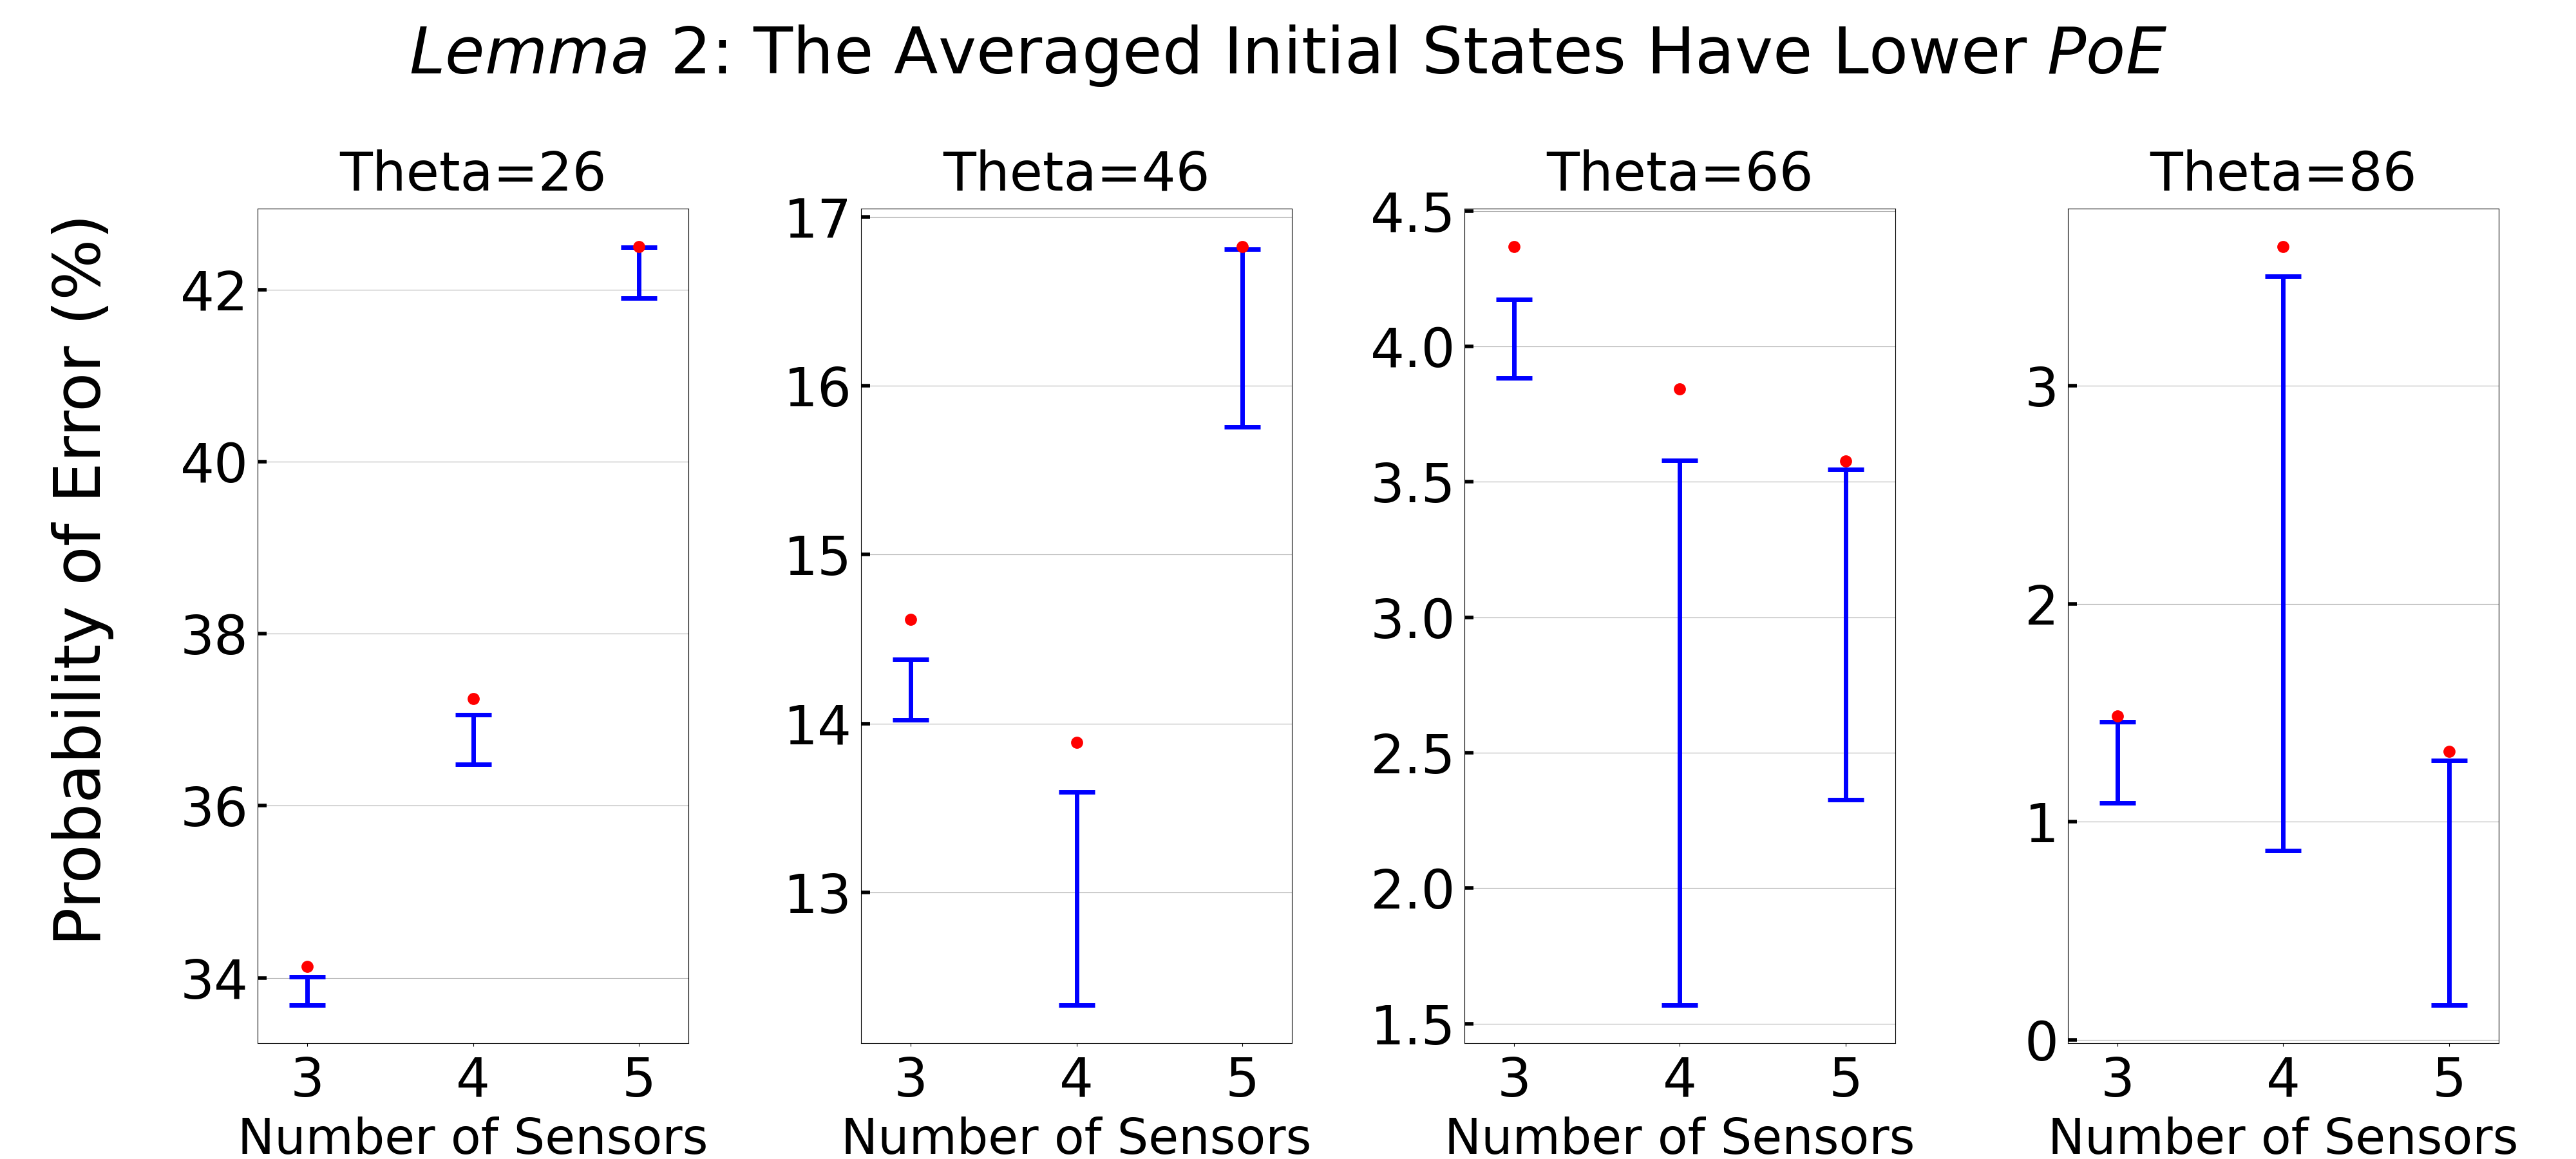 Lemma 2: The Averaged Initial States Have Lower PoE
Probability of Error (%)
Theta=26
42
40
38
36
34
3 4 5
Number of Sensors
Theta=46
17
16
15
14
13
3 4 5
Number of Sensors
Theta=66
4.5
4.0
3.5
3.0
2.5
2.0
1.5
3 4 5
Number of Sensors
Theta=86
3
2
1
0
3 4 5
Number of Sensors